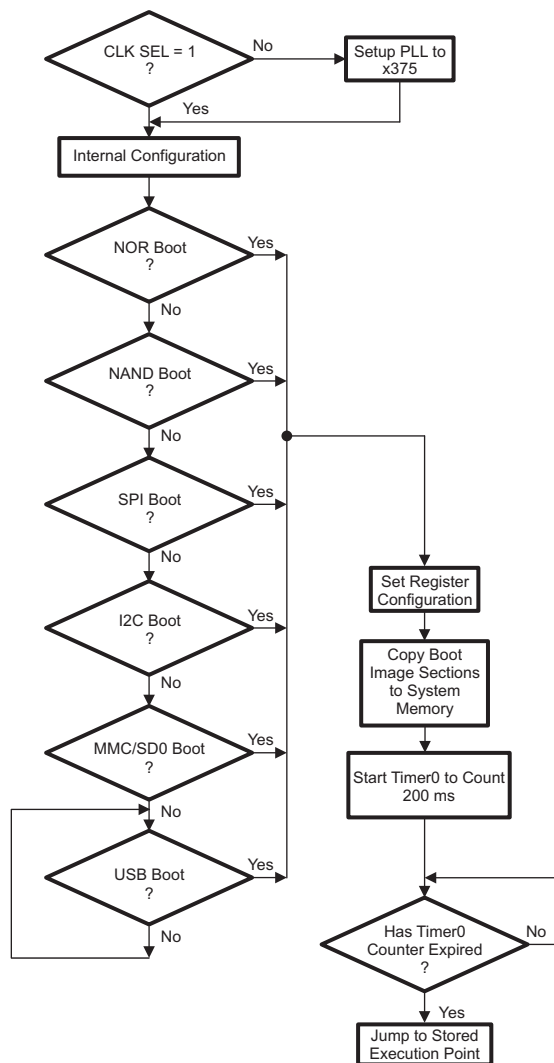 CLK SEL = 1
?
No
Setup PLL to
x375
Yes
Internal Configuration
NOR Boot
?
Yes
No
NAND Boot
?
Yes
No
SPI Boot
?
Yes
No
I2C Boot
?
Yes
No
MMC/SD0 Boot
?
Yes
No
USB Boot
?
Yes
No
Set Register
Configuration
Copy Boot
Image Sections
to System
Memory
Start Timer0 to Count
200 ms
Has Timer0
Counter Expired
?
No
Yes
Jump to Stored
Execution Point